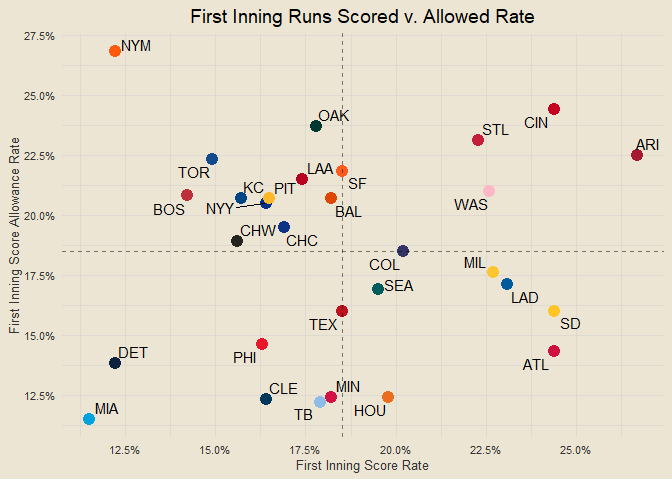 First Inning Runs Scored v. Allowed Rate
27.5%
NYM
25.0%
OAK
CIN
STL
22.5%
ARI
TOR
LAA
SF
KC
PIT
WAS
BOS
NYY
BAL
20.0%
CHW
CHC
COL
MIL
17.5%
SEA
LAD
TEX
SD
15.0%
DET
PHI
ATL
CLE
MIN
12.5%
MIA
TB
HOU
12.5%
15.0%
17.5%
20.0%
22.5%
25.0%
First Inning Score Rate
First Inning Score Allowance Rate